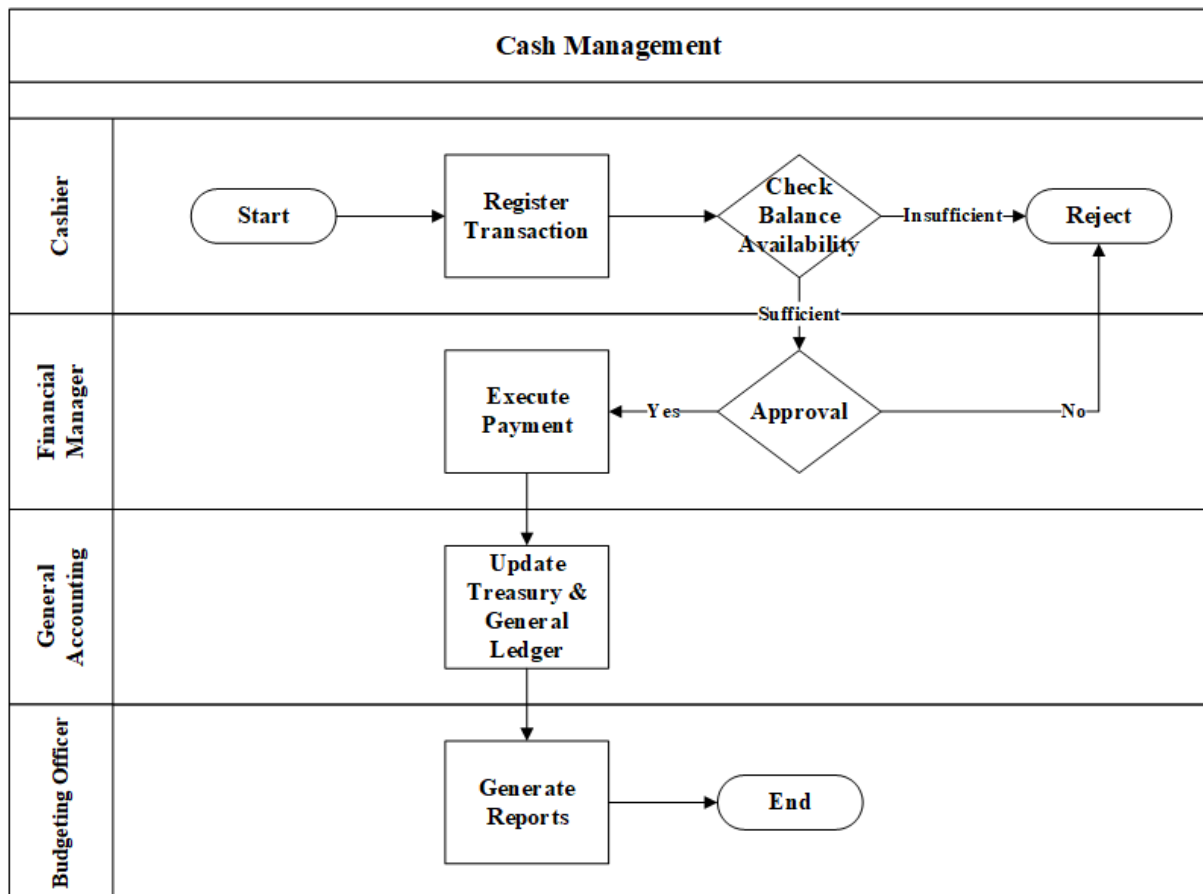 Cash Management
Cashier
Start
Register
Transaction
Check
Balance
Availability
Insufficient
Reject
Sufficient
Financial
Manager
Execute
Payment
Yes
Approval
No
General
Accounting
Update
Treasury &
General
Ledger
Budgeting Officer
Generate
Reports
End